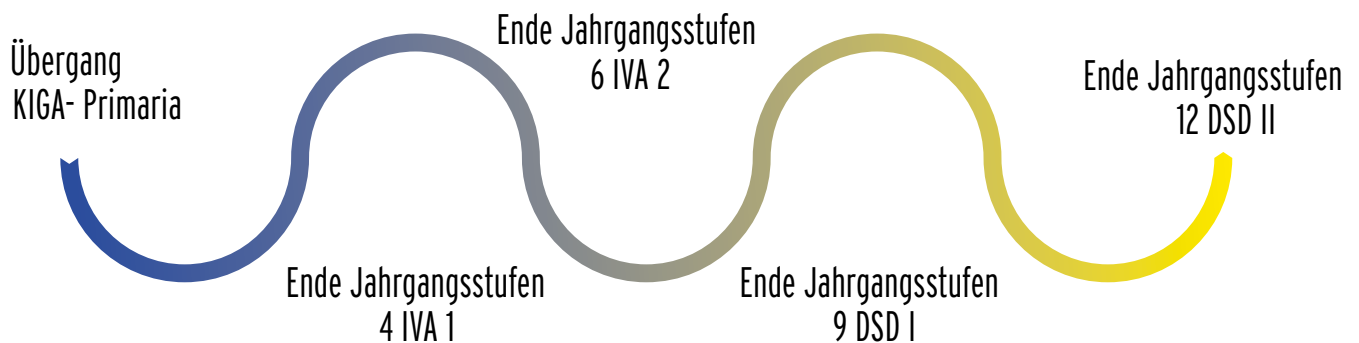 Übergang
KIGA- Primaria
Ende Jahrgangsstufen
4 IVA 1
Ende Jahrgangsstufen
6 IVA 2
Ende Jahrgangsstufen
9 DSD I
Ende Jahrgangsstufen
12 DSD II